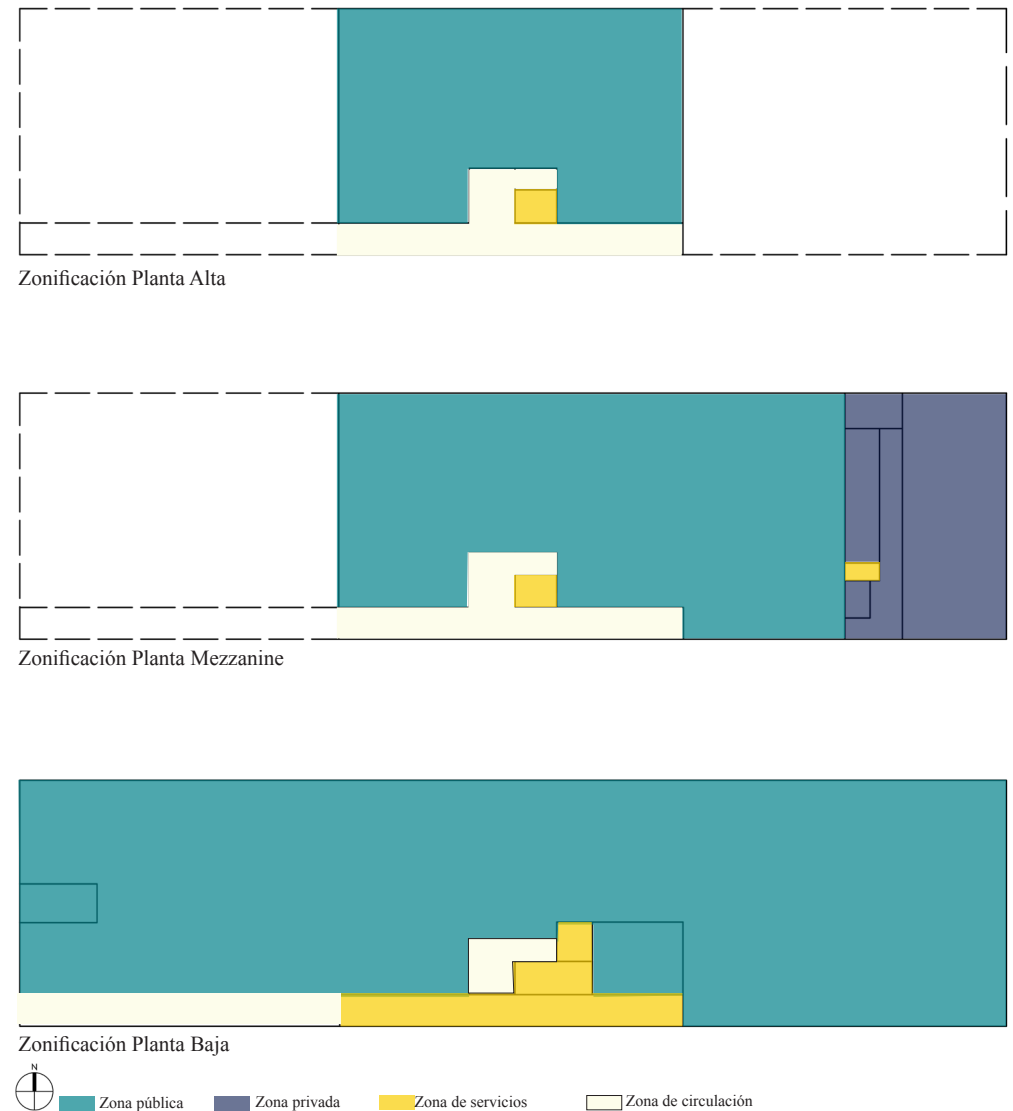 Zonificación Planta Alta
Zonificación Planta Mezzanine
Zonificación Planta Baja
N
Zona pública Zona privada Zona de servicios Zona de circulación